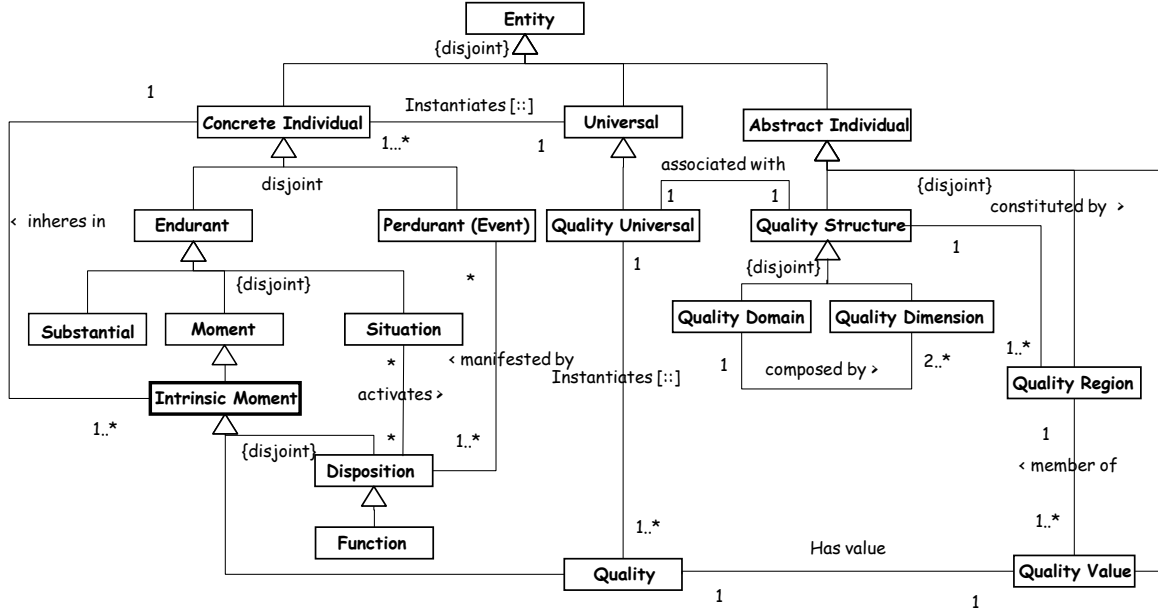 Entity
{disjoint}
1
Concrete Individual
Instantiates [::]
1...*
1
Universal
Abstract Individual
disjoint
associated with
1
1
{disjoint}
constituted by >
< inheres in
Endurant
Perdurant (Event)
Quality Universal
Quality Structure
1
{disjoint}
*
1
{disjoint}
Substantial
Moment
Situation
Quality Domain
Quality Dimension
*
< manifested by
1
composed by >
2..*
1..*
Instantiates [::]
Intrinsic Moment
activates >
Quality Region
1..*
{disjoint}
*
1..*
1
Disposition
< member of
Function
1..*
1..*
Has value
Quality
Quality Value
1
1